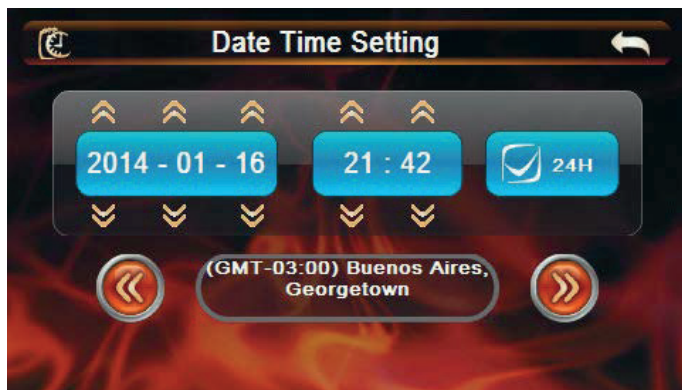 Date Time Setting
2014 - 01 - 16
21 : 42
24H
(GMT-03:00) Buenos Aires,
Georgetown